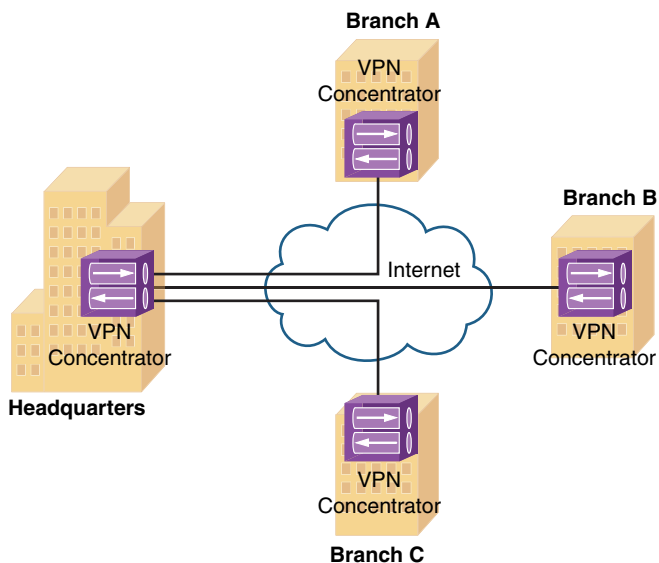 Branch A
VPN
Concentrator
Branch B
Internet
VPN
Concentrator
VPN
Concentrator
Headquarters
VPN
Concentrator
Branch C